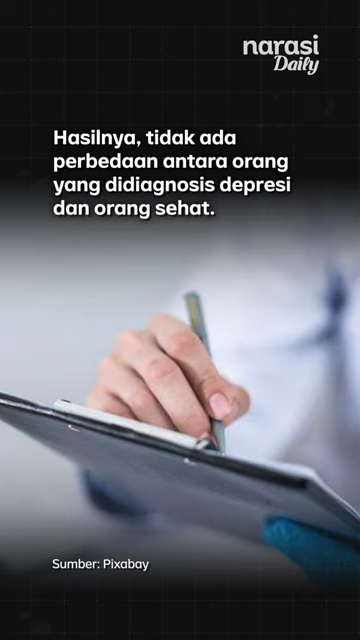 narasi
Daily
Hasilnya, tidak ada
perbedaan antara orang
yang didiagnosis depresi
dan orang sehat.
Sumber: Pixabay